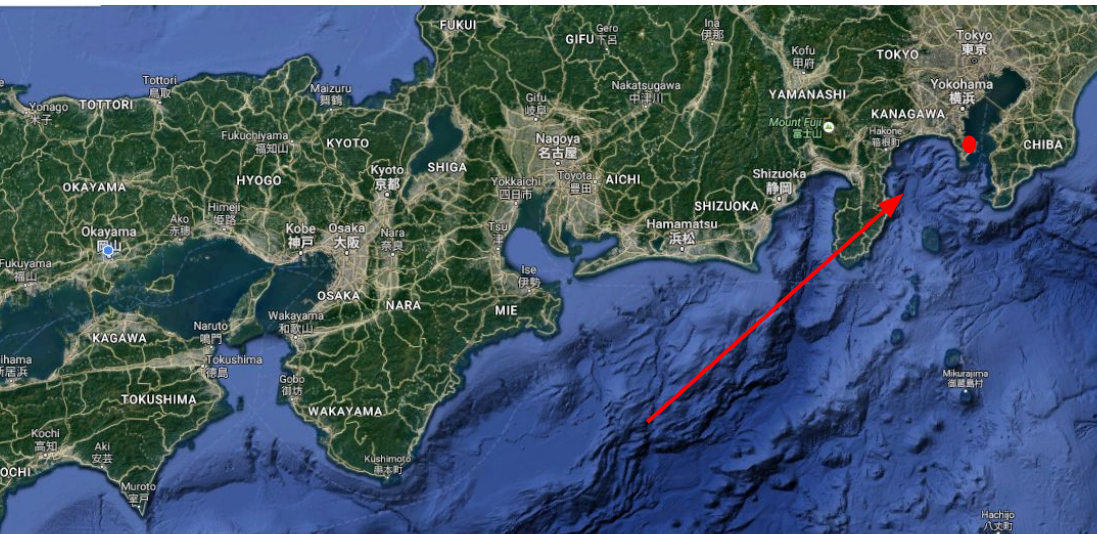 FUKUI
Gero
GIFU 下呂
Ina
伊那
Tokyo
東京
Kofu
甲府
TOKYO
Tottori
鳥取
Maizuru
舞鶴
Nakatsugawa
中津川
Yokohama
横浜
Yonago
米子
TOTTORI
Gifu
岐阜
YAMANASHI
KANAGAWA
Mount Fuji
富士山
Hakone
箱根町
Fukuchiyama
福知山
KYOTO
Nagoya
名古屋
CHIBA
SHIGA
Kyoto
京都
HYOGO
OKAYAMA
Yokkaichi
四日市
Toyota
豊田
AICHI
Shizuoka
静岡
SHIZUOKA
Himeji
姫路
Ako
赤穂
Okayama
岡山
Kobe
神戸
Osaka
大阪
Nara
奈良
Tsu
津
Hamamatsu
浜松
Fukuyama
福山
Ise
伊勢
OSAKA
NARA
MIE
Wakayama
和歌山
Naruto
鳴門
KAGAWA
ihama
新居浜
Tokushima
徳島
Mikurajima
御蔵島村
Gobo
御坊
TOKUSHIMA
WAKAYAMA
Kochi
高知
Aki
安芸
Kushimoto
串本町
OCHI
Muroto
室戸
Hachijo
八丈町